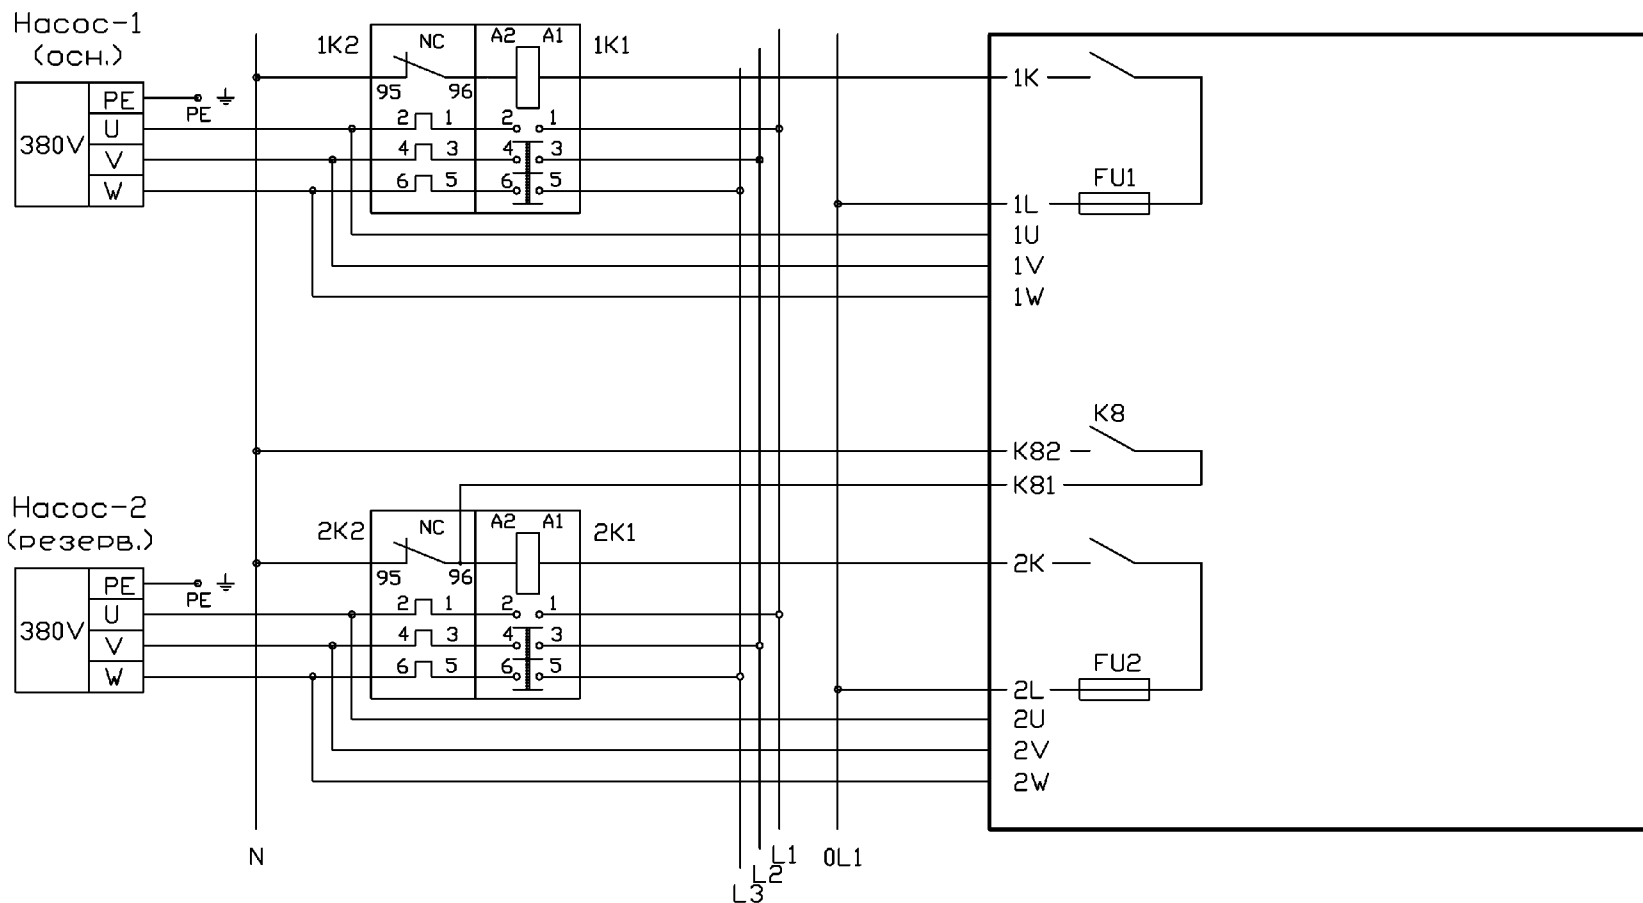 Насос-1
(осн.)
380V
PE
U
V
W
PE
1K2
NC
A2 A1
1K1
95 96
2 1 2 1
4 3 4 3
6 5 6 5
1K
FU1
1L
1U
1V
1W
K8
K82
K81
Насос-2
(резерв.)
380V
PE
U
V
W
PE
2K2
NC
A2 A1
2K1
95 96
2 1 2 1
4 3 4 3
6 5 6 5
2K
FU2
2L
2U
2V
2W
N
L1
L2
L3
0L1